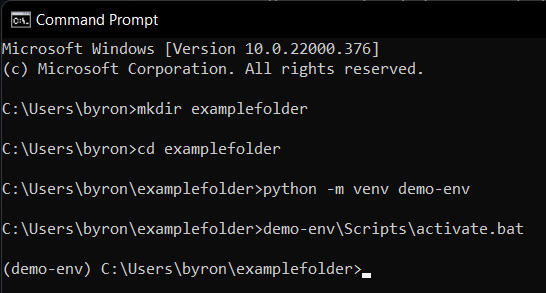 Command Prompt
Microsoft Windows [Version 10.0.22000.376]
(c) Microsoft Corporation. All rights reserved.
C:\Users\byron>mkdir examplefolder
C:\Users\byron>cd examplefolder
C:\Users\byron\examplefolder>python -m venv demo-env
C:\Users\byron\examplefolder>demo-env\Scripts\activate.bat
(demo-env) C:\Users\byron\examplefolder>